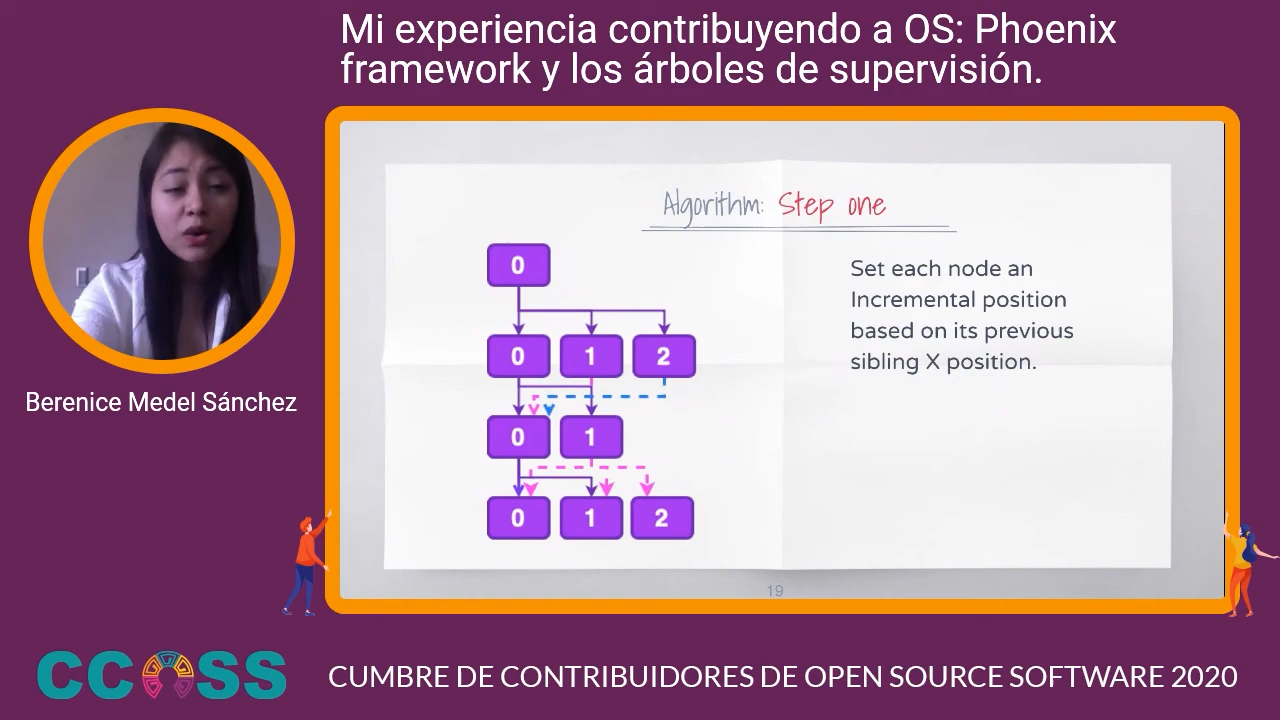 Mi experiencia contribuyendo a OS: Phoenix
framework y los árboles de supervisión.
Berenice Medel Sánchez
Algorithm: Step one
0
0 1 2
0 1
0 1 2
Set each node an
Incremental position
based on its previous
sibling X position.
19
CCOSS
CUMBRE DE CONTRIBUIDORES DE OPEN SOURCE SOFTWARE 2020